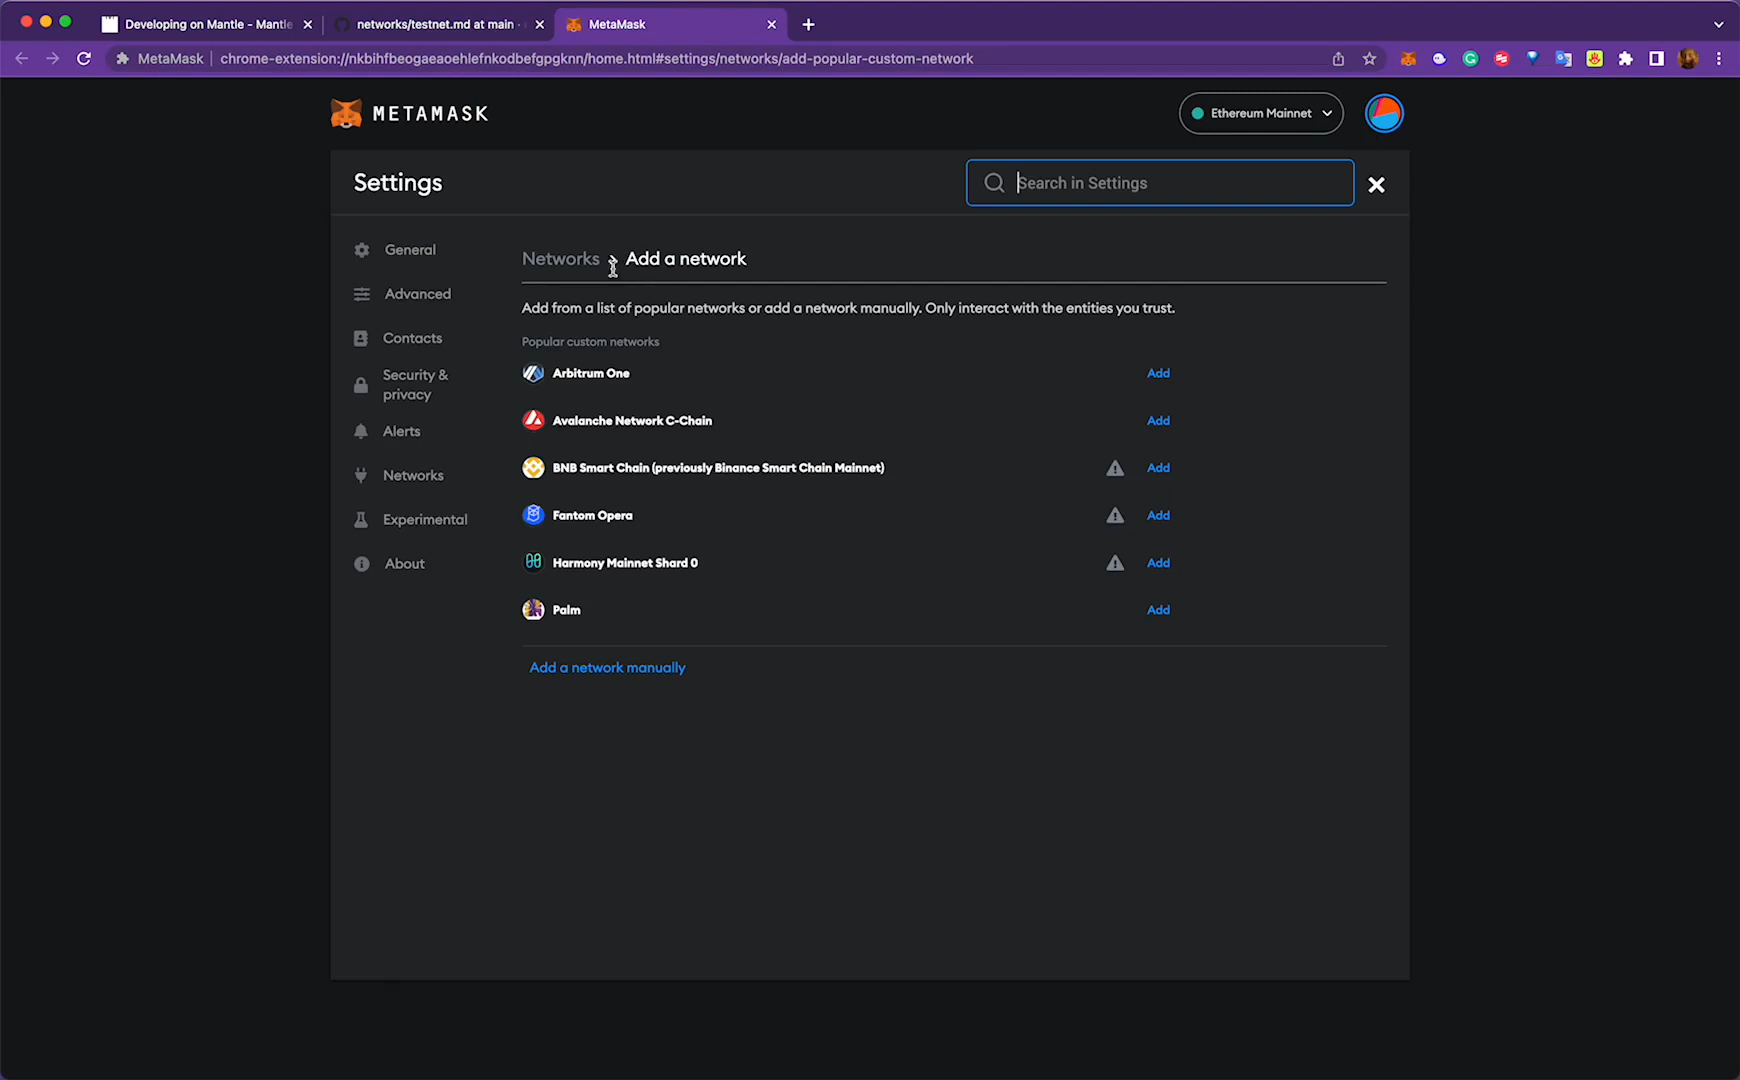 Developing on Mantle - Mantle
networks/testnet.md at main ·
MetaMask
MetaMask
chrome-extension://nkbihfbeogaeaoehlefnkodbefgpgknn/home.html#settings/networks/add-popular-custom-network
METAMASK
Ethereum Mainnet
Settings
Search in Settings
General
Advanced
Contacts
Security &
privacy
Alerts
Networks
Experimental
About
Networks > Add a network
Add from a list of popular networks or add a network manually. Only interact with the entities you trust.
Popular custom networks
Arbitrum One Add
Avalanche Network C-Chain Add
BNB Smart Chain (previously Binance Smart Chain Mainnet) Add
Fantom Opera Add
Harmony Mainnet Shard 0 Add
Palm Add
Add a network manually